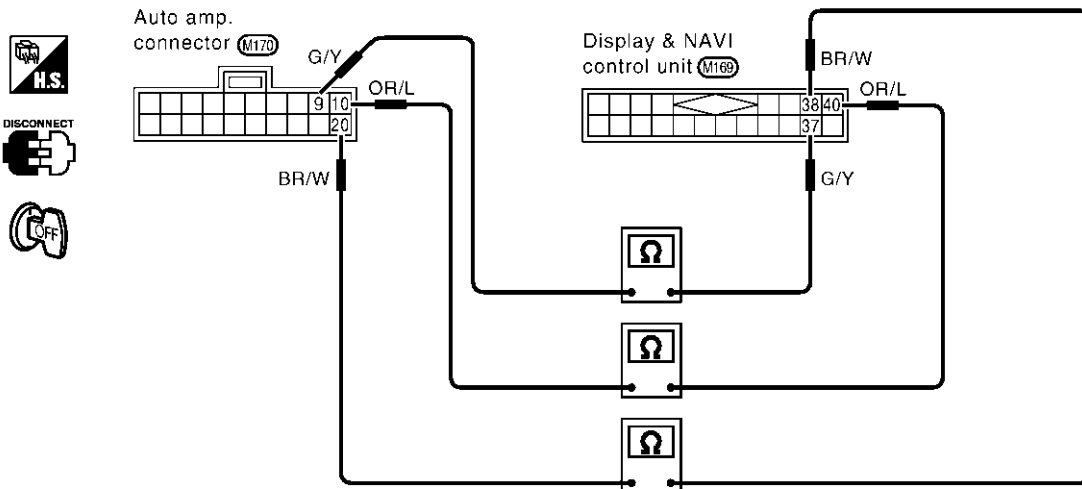 Auto amp.
connector M170
G/Y
OR/L
9 10
20
BR/W
H.S.
DISCONNECT
OFF
Display & NAVI
control unit M169
BR/W
OR/L
38 40
37
G/Y
Ω
Ω
Ω